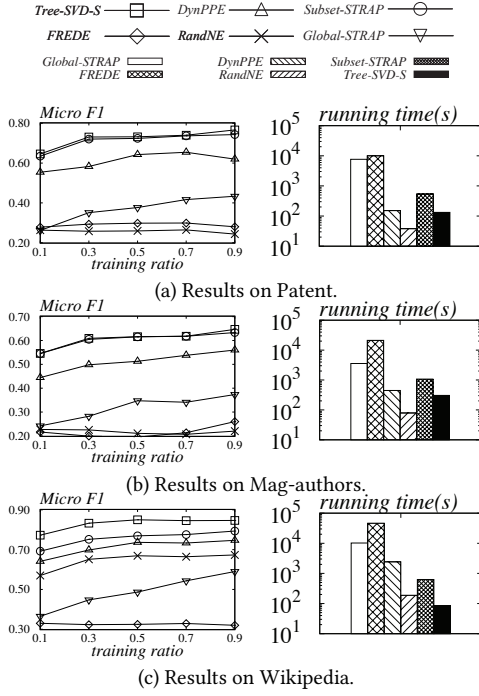 Tree-SVD-S DynPPE Subset-STRAP
FREDE RandNE Global-STRAP
Global-STRAP DynPPE Subset-STRAP
FREDE RandNE Tree-SVD-S
Micro F1
0.80
0.60
0.40
0.20
0.1 0.3 0.5 0.7 0.9
training ratio
running time(s)
10^5
10^4
10^3
10^2
10^1
(a) Results on Patent.
Micro F1
0.70
0.60
0.50
0.40
0.30
0.20
0.1 0.3 0.5 0.7 0.9
training ratio
running time(s)
10^5
10^4
10^3
10^2
10^1
(b) Results on Mag-authors.
Micro F1
0.90
0.70
0.50
0.30
0.1 0.3 0.5 0.7 0.9
training ratio
running time(s)
10^5
10^4
10^3
10^2
10^1
(c) Results on Wikipedia.